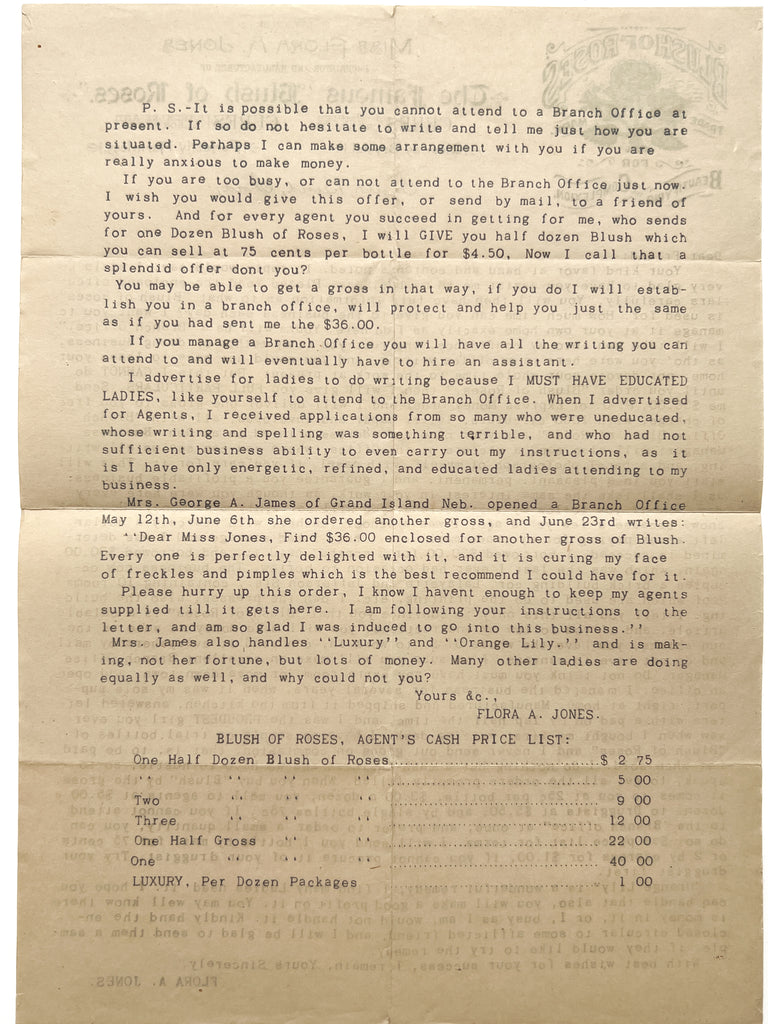 P. S.-It is possible that you cannot attend to a Branch Office at
present. If so do not hesitate to write and tell me just how you are
situated. Perhaps I can make some arrangement with you if you are
really anxious to make money.
If you are too busy, or can not attend to the Branch Office just now.
I wish you would give this offer, or send by mail, to a friend of
yours. And for every agent you succeed in getting for me, who sends
for one Dozen Blush of Roses, I will GIVE you half dozen Blush which
you can sell at 75 cents per bottle for $4.50, Now I call that a
splendid offer dont you?
You may be able to get a gross in that way, if you do I will estab-
lish you in a branch office, will protect and help you just the same
as if you had sent me the $36.00.
If you manage a Branch Office you will have all the writing you can
attend to and will eventually have to hire an assistant.
I advertise for ladies to do writing because I MUST HAVE EDUCATED
LADIES, like yourself to attend to the Branch Office. When I advertised
for Agents, I received applications from so many who were uneducated,
whose writing and spelling was something terrible, and who had not
sufficient business ability to even carry out my instructions, as it
is I have only energetic, refined, and educated ladies attending to my
business.
Mrs. George A. James of Grand Island Neb. opened a Branch Office
May 12th, June 6th she ordered another gross, and June 23rd writes:
‘‘Dear Miss Jones, Find $36.00 enclosed for another gross of Blush.
Every one is perfectly delighted with it, and it is curing my face
of freckles and pimples which is the best recommend I could have for it.
Please hurry up this order, I know I havent enough to keep my agents
supplied till it gets here. I am following your instructions to the
letter, and am so glad I was induced to go into this business.’’
Mrs. James also handles ‘‘Luxury’’ and ‘‘Orange Lily.’’ and is mak-
ing, not her fortune, but lots of money. Many other ladies are doing
equally as well, and why could not you?
Yours &c.,
FLORA A. JONES.
BLUSH OF ROSES, AGENT'S CASH PRICE LIST:
One Half Dozen Blush of Roses $ 2 75
‘‘ ‘‘ ‘‘ ‘‘ 5 00
Two ‘‘ ‘‘ ‘‘ 9 00
Three ‘‘ ‘‘ ‘‘ 12 00
One Half Gross ‘‘ ‘‘ 22 00
One ‘‘ ‘‘ ‘‘ 40 00
LUXURY, Per Dozen Packages 1 00